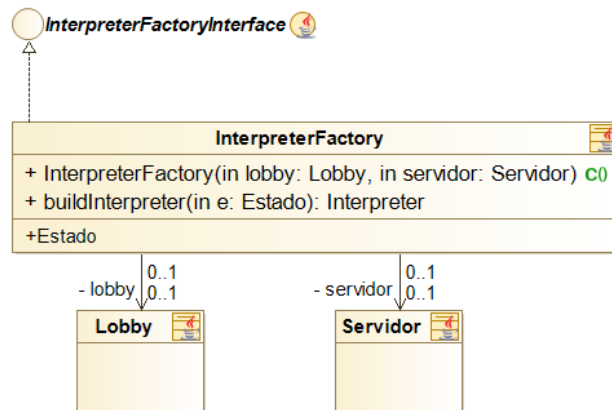 InterpreterFactoryInterface
InterpreterFactory
+ InterpreterFactory(in lobby: Lobby, in servidor: Servidor) C()
+ buildInterpreter(in e: Estado): Interpreter
+Estado
0..1 0..1
- lobby 0..1 - servidor 0..1
Lobby Servidor